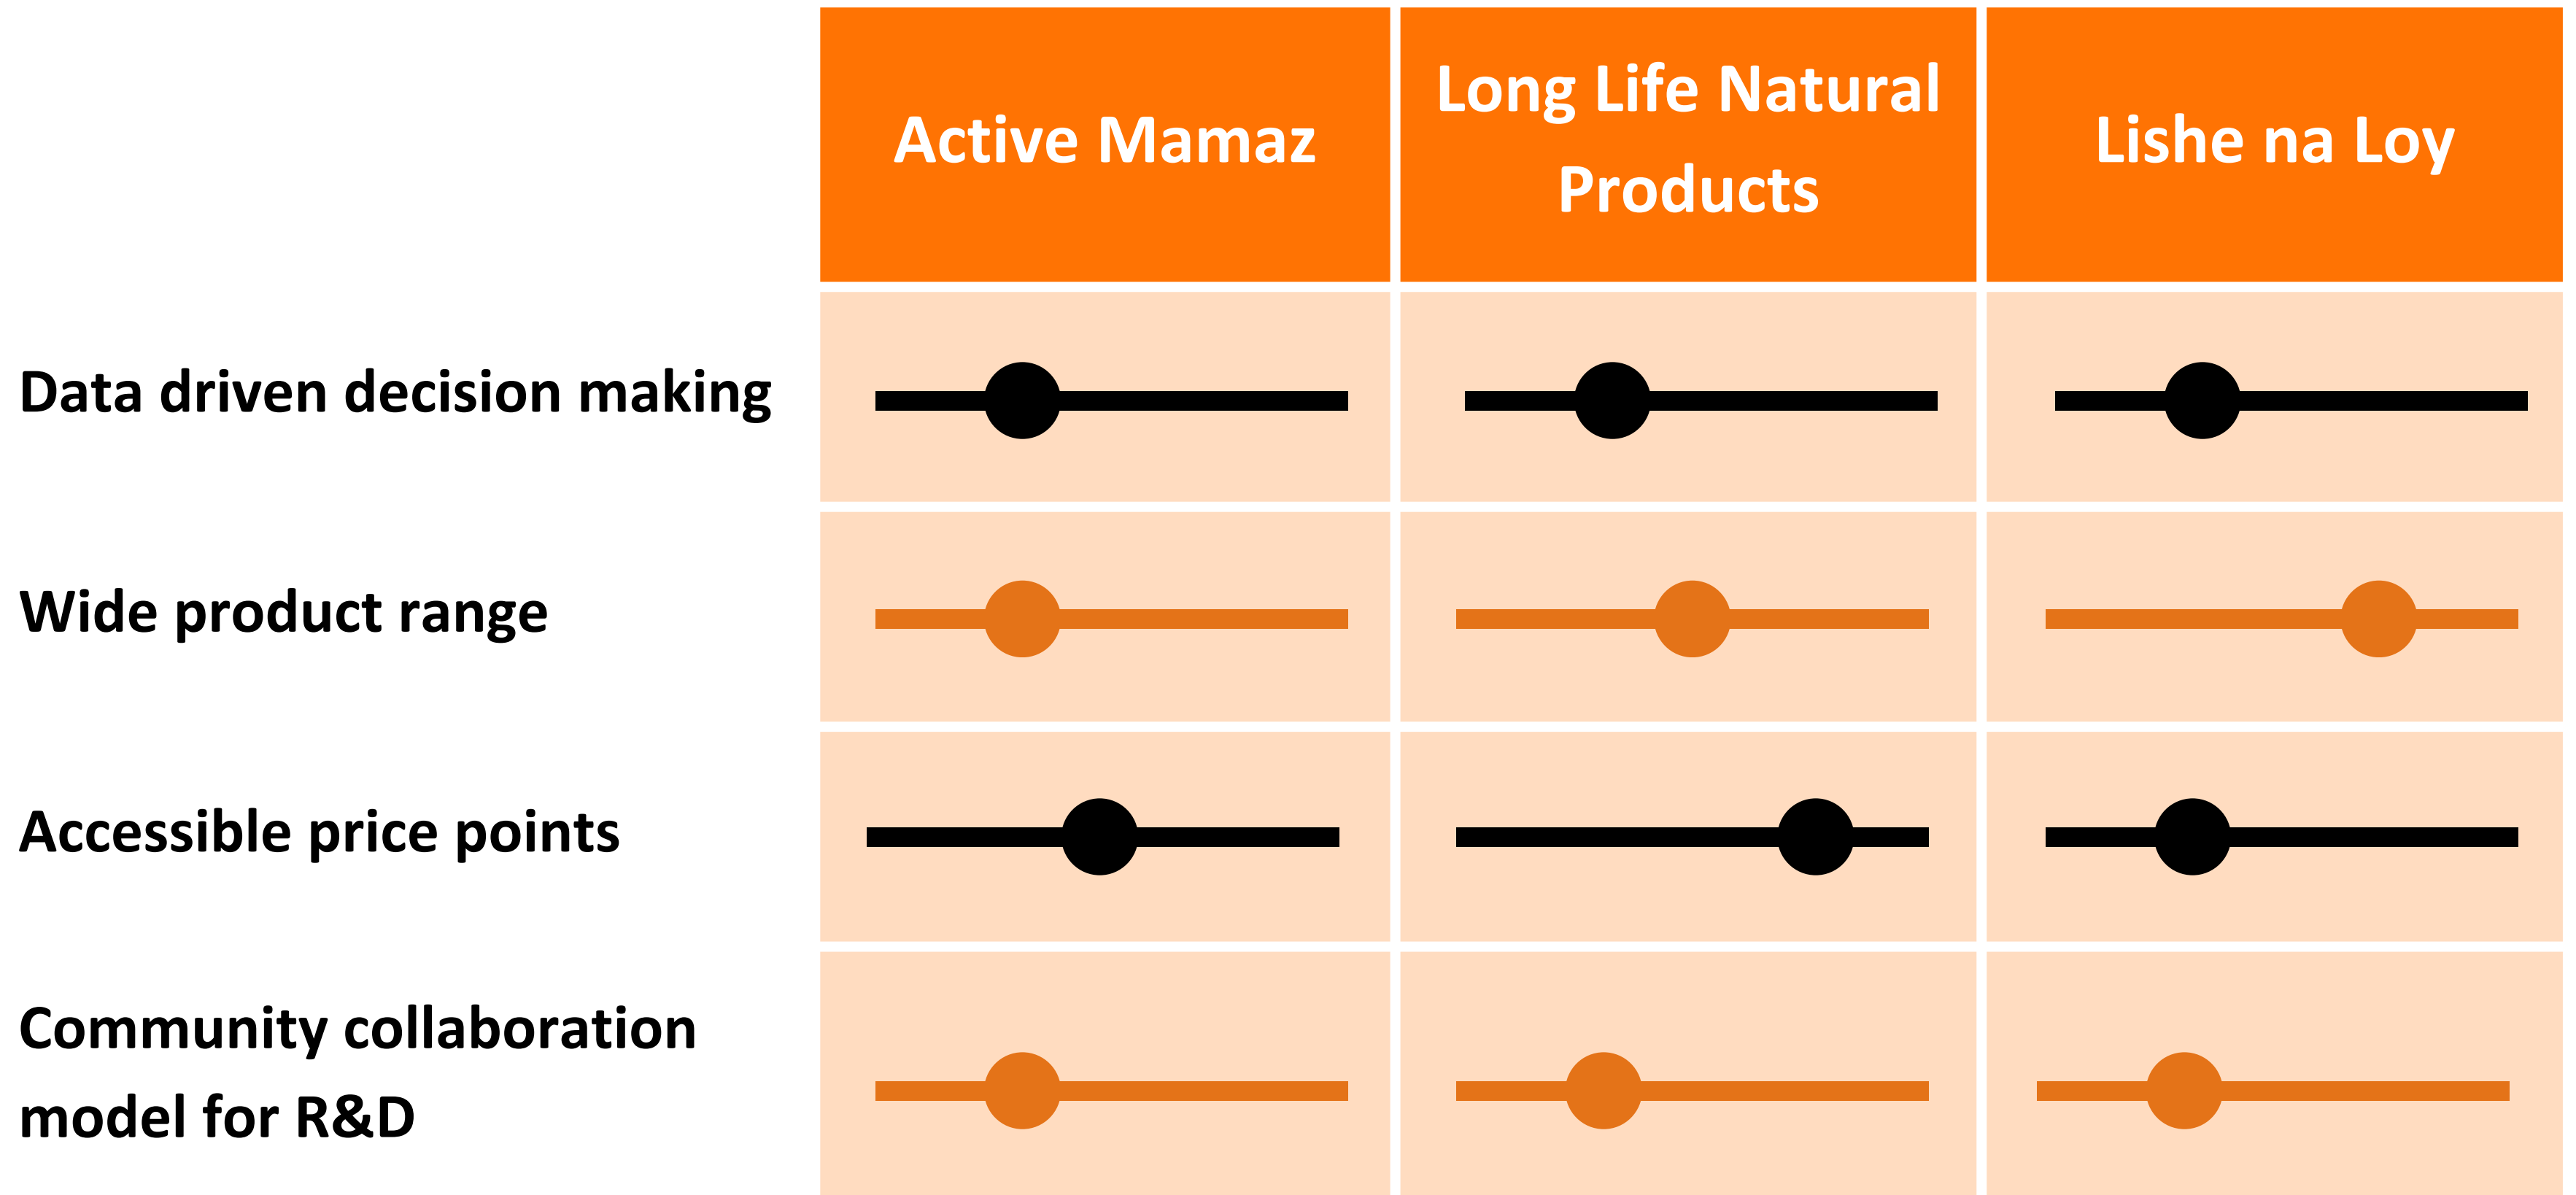 Active Mamaz
Long Life Natural
Products
Lishe na Loy
Data driven decision making
Wide product range
Accessible price points
Community collaboration
model for R&D